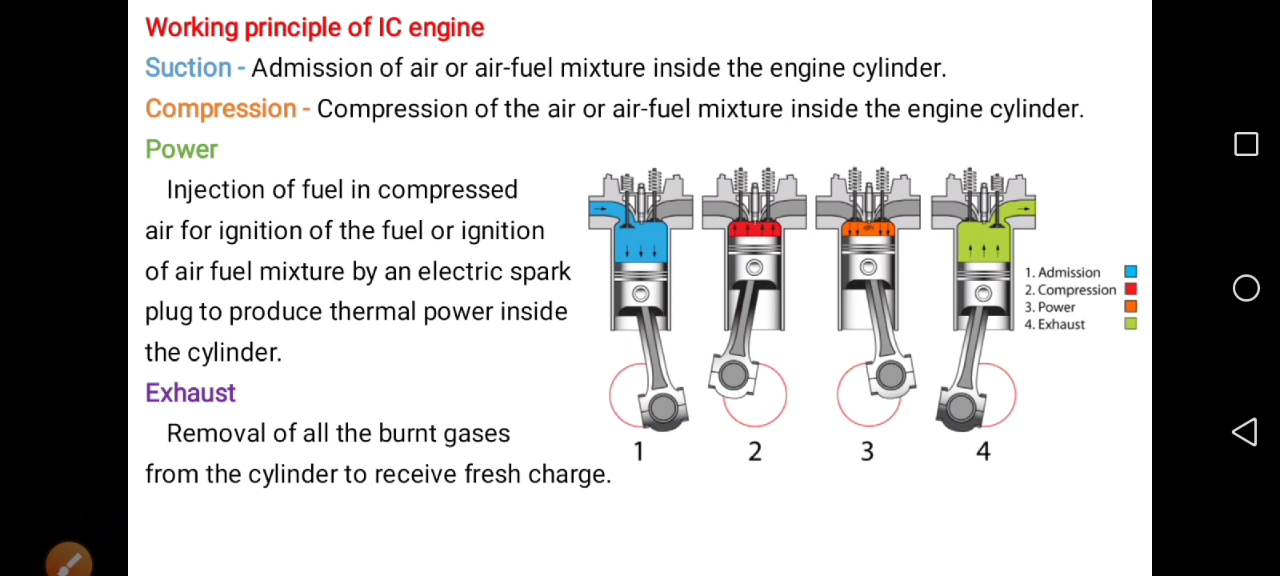 Working principle of IC engine
Suction - Admission of air or air-fuel mixture inside the engine cylinder.
Compression - Compression of the air or air-fuel mixture inside the engine cylinder.
Power
Injection of fuel in compressed
air for ignition of the fuel or ignition
of air fuel mixture by an electric spark
plug to produce thermal power inside
the cylinder.
Exhaust
Removal of all the burnt gases
from the cylinder to receive fresh charge.
1. Admission
2. Compression
3. Power
4. Exhaust
1 2 3 4